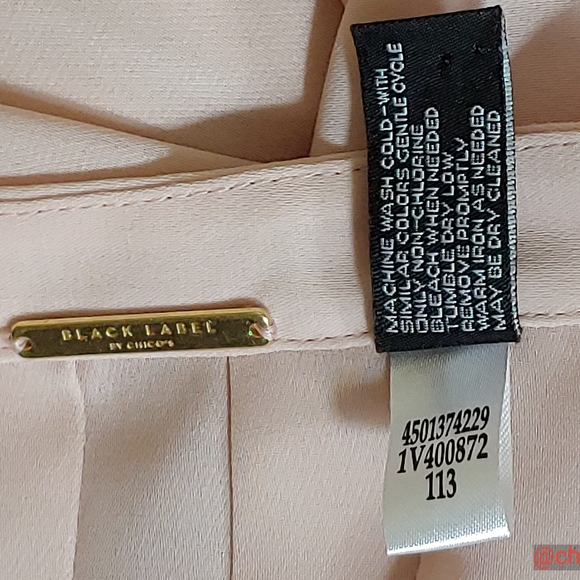 BLACK LABEL
BY CHICO'S
MACHINE WASH COLD-WITH
SIMILAR COLORS GENTLE CYCLE
ONLY NON-CHLORINE
BLEACH WHEN NEEDED
TUMBLE DRY LOW
REMOVE PROMPTLY
WARM IRON AS NEEDED
MAY BE DRY CLEANED
4501374229
1V400872
113
@ch